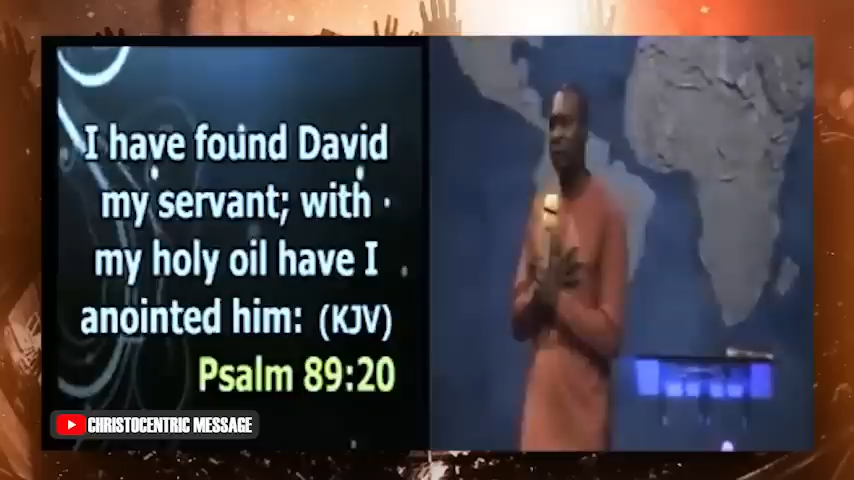 I have found David
my servant; with
my holy oil have I
anointed him: (KJV)
Psalm 89:20
CHRISTOCENTRIC MESSAGE